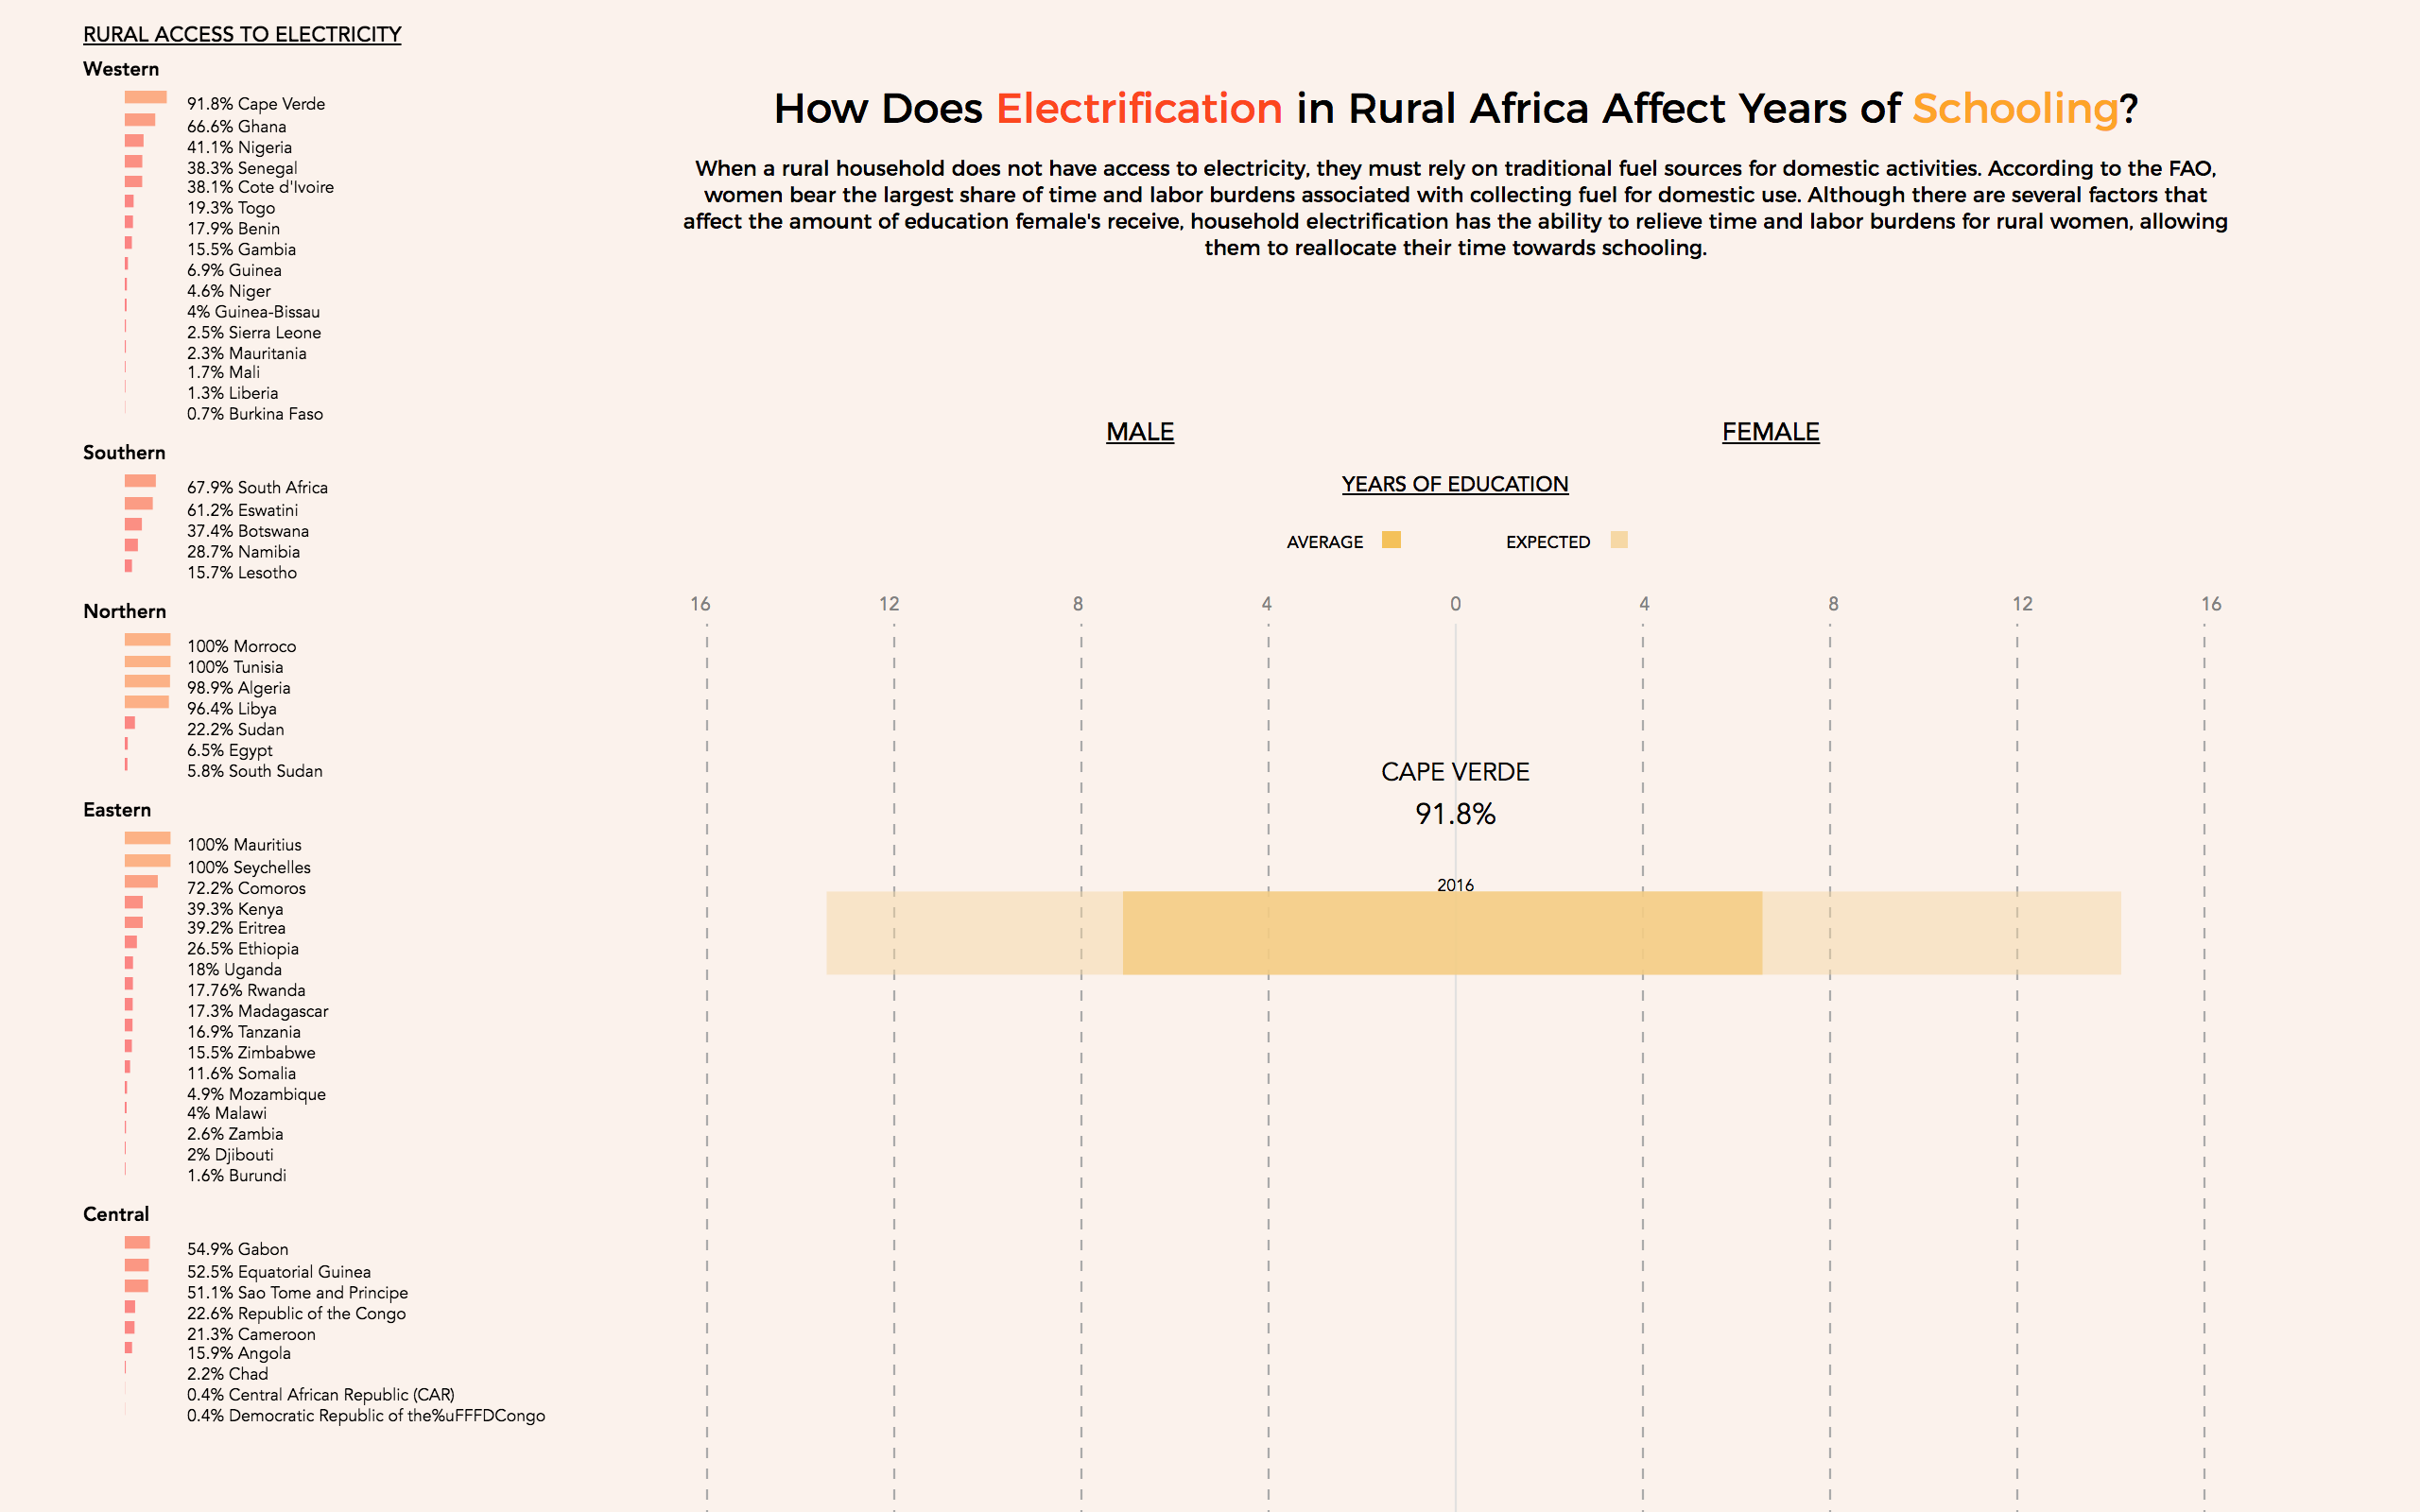 RURAL ACCESS TO ELECTRICITY
Western
91.8% Cape Verde
66.6% Ghana
41.1% Nigeria
38.3% Senegal
38.1% Cote d'Ivoire
19.3% Togo
17.9% Benin
15.5% Gambia
6.9% Guinea
4.6% Niger
4% Guinea-Bissau
2.5% Sierra Leone
2.3% Mauritania
1.7% Mali
1.3% Liberia
0.7% Burkina Faso
Southern
67.9% South Africa
61.2% Eswatini
37.4% Botswana
28.7% Namibia
15.7% Lesotho
Northern
100% Morroco
100% Tunisia
98.9% Algeria
96.4% Libya
22.2% Sudan
6.5% Egypt
5.8% South Sudan
Eastern
100% Mauritius
100% Seychelles
72.2% Comoros
39.3% Kenya
39.2% Eritrea
26.5% Ethiopia
18% Uganda
17.76% Rwanda
17.3% Madagascar
16.9% Tanzania
15.5% Zimbabwe
11.6% Somalia
4.9% Mozambique
4% Malawi
2.6% Zambia
2% Djibouti
1.6% Burundi
Central
54.9% Gabon
52.5% Equatorial Guinea
51.1% Sao Tome and Principe
22.6% Republic of the Congo
21.3% Cameroon
15.9% Angola
2.2% Chad
0.4% Central African Republic (CAR)
0.4% Democratic Republic of the%uFFFDCongo
How Does Electrification in Rural Africa Affect Years of Schooling?
When a rural household does not have access to electricity, they must rely on traditional fuel sources for domestic activities. According to the FAO,
women bear the largest share of time and labor burdens associated with collecting fuel for domestic use. Although there are several factors that
affect the amount of education female's receive, household electrification has the ability to relieve time and labor burdens for rural women, allowing
them to reallocate their time towards schooling.
MALE FEMALE
YEARS OF EDUCATION
AVERAGE EXPECTED
16 12 8 4 0 4 8 12 16
CAPE VERDE
91.8%
2016